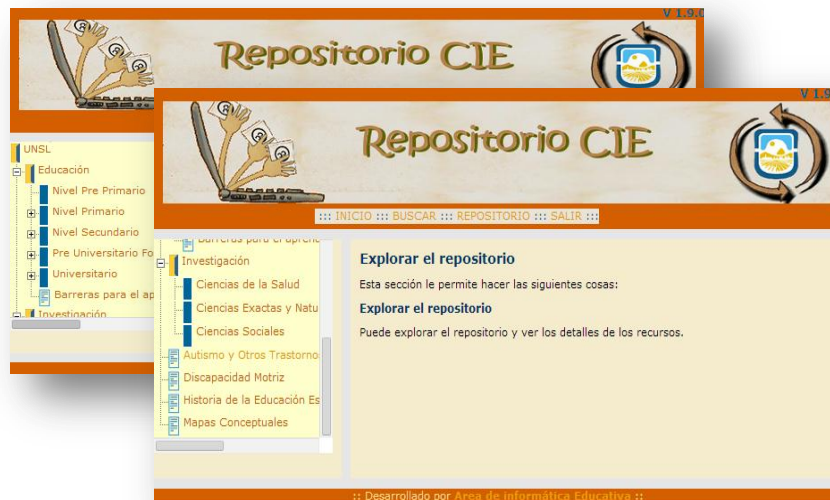 V 1.9.0
Repositorio CIE
UNSL
Educación
Nivel Pre Primario
Nivel Primario
Nivel Secundario
Pre Universitario Fo
Universitario
Barreras para el ap
Investigación
V 1.9
Repositorio CIE
::: INICIO ::: BUSCAR ::: REPOSITORIO ::: SALIR :::
Barreras para el aprend
Investigación
Ciencias de la Salud
Ciencias Exactas y Natu
Ciencias Sociales
Autismo y Otros Trastorno
Discapacidad Motriz
Historia de la Educación Es
Mapas Conceptuales
Explorar el repositorio
Esta sección le permite hacer las siguientes cosas:
Explorar el repositorio
Puede explorar el repositorio y ver los detalles de los recursos.
:: Desarrollado por Area de informática Educativa ::